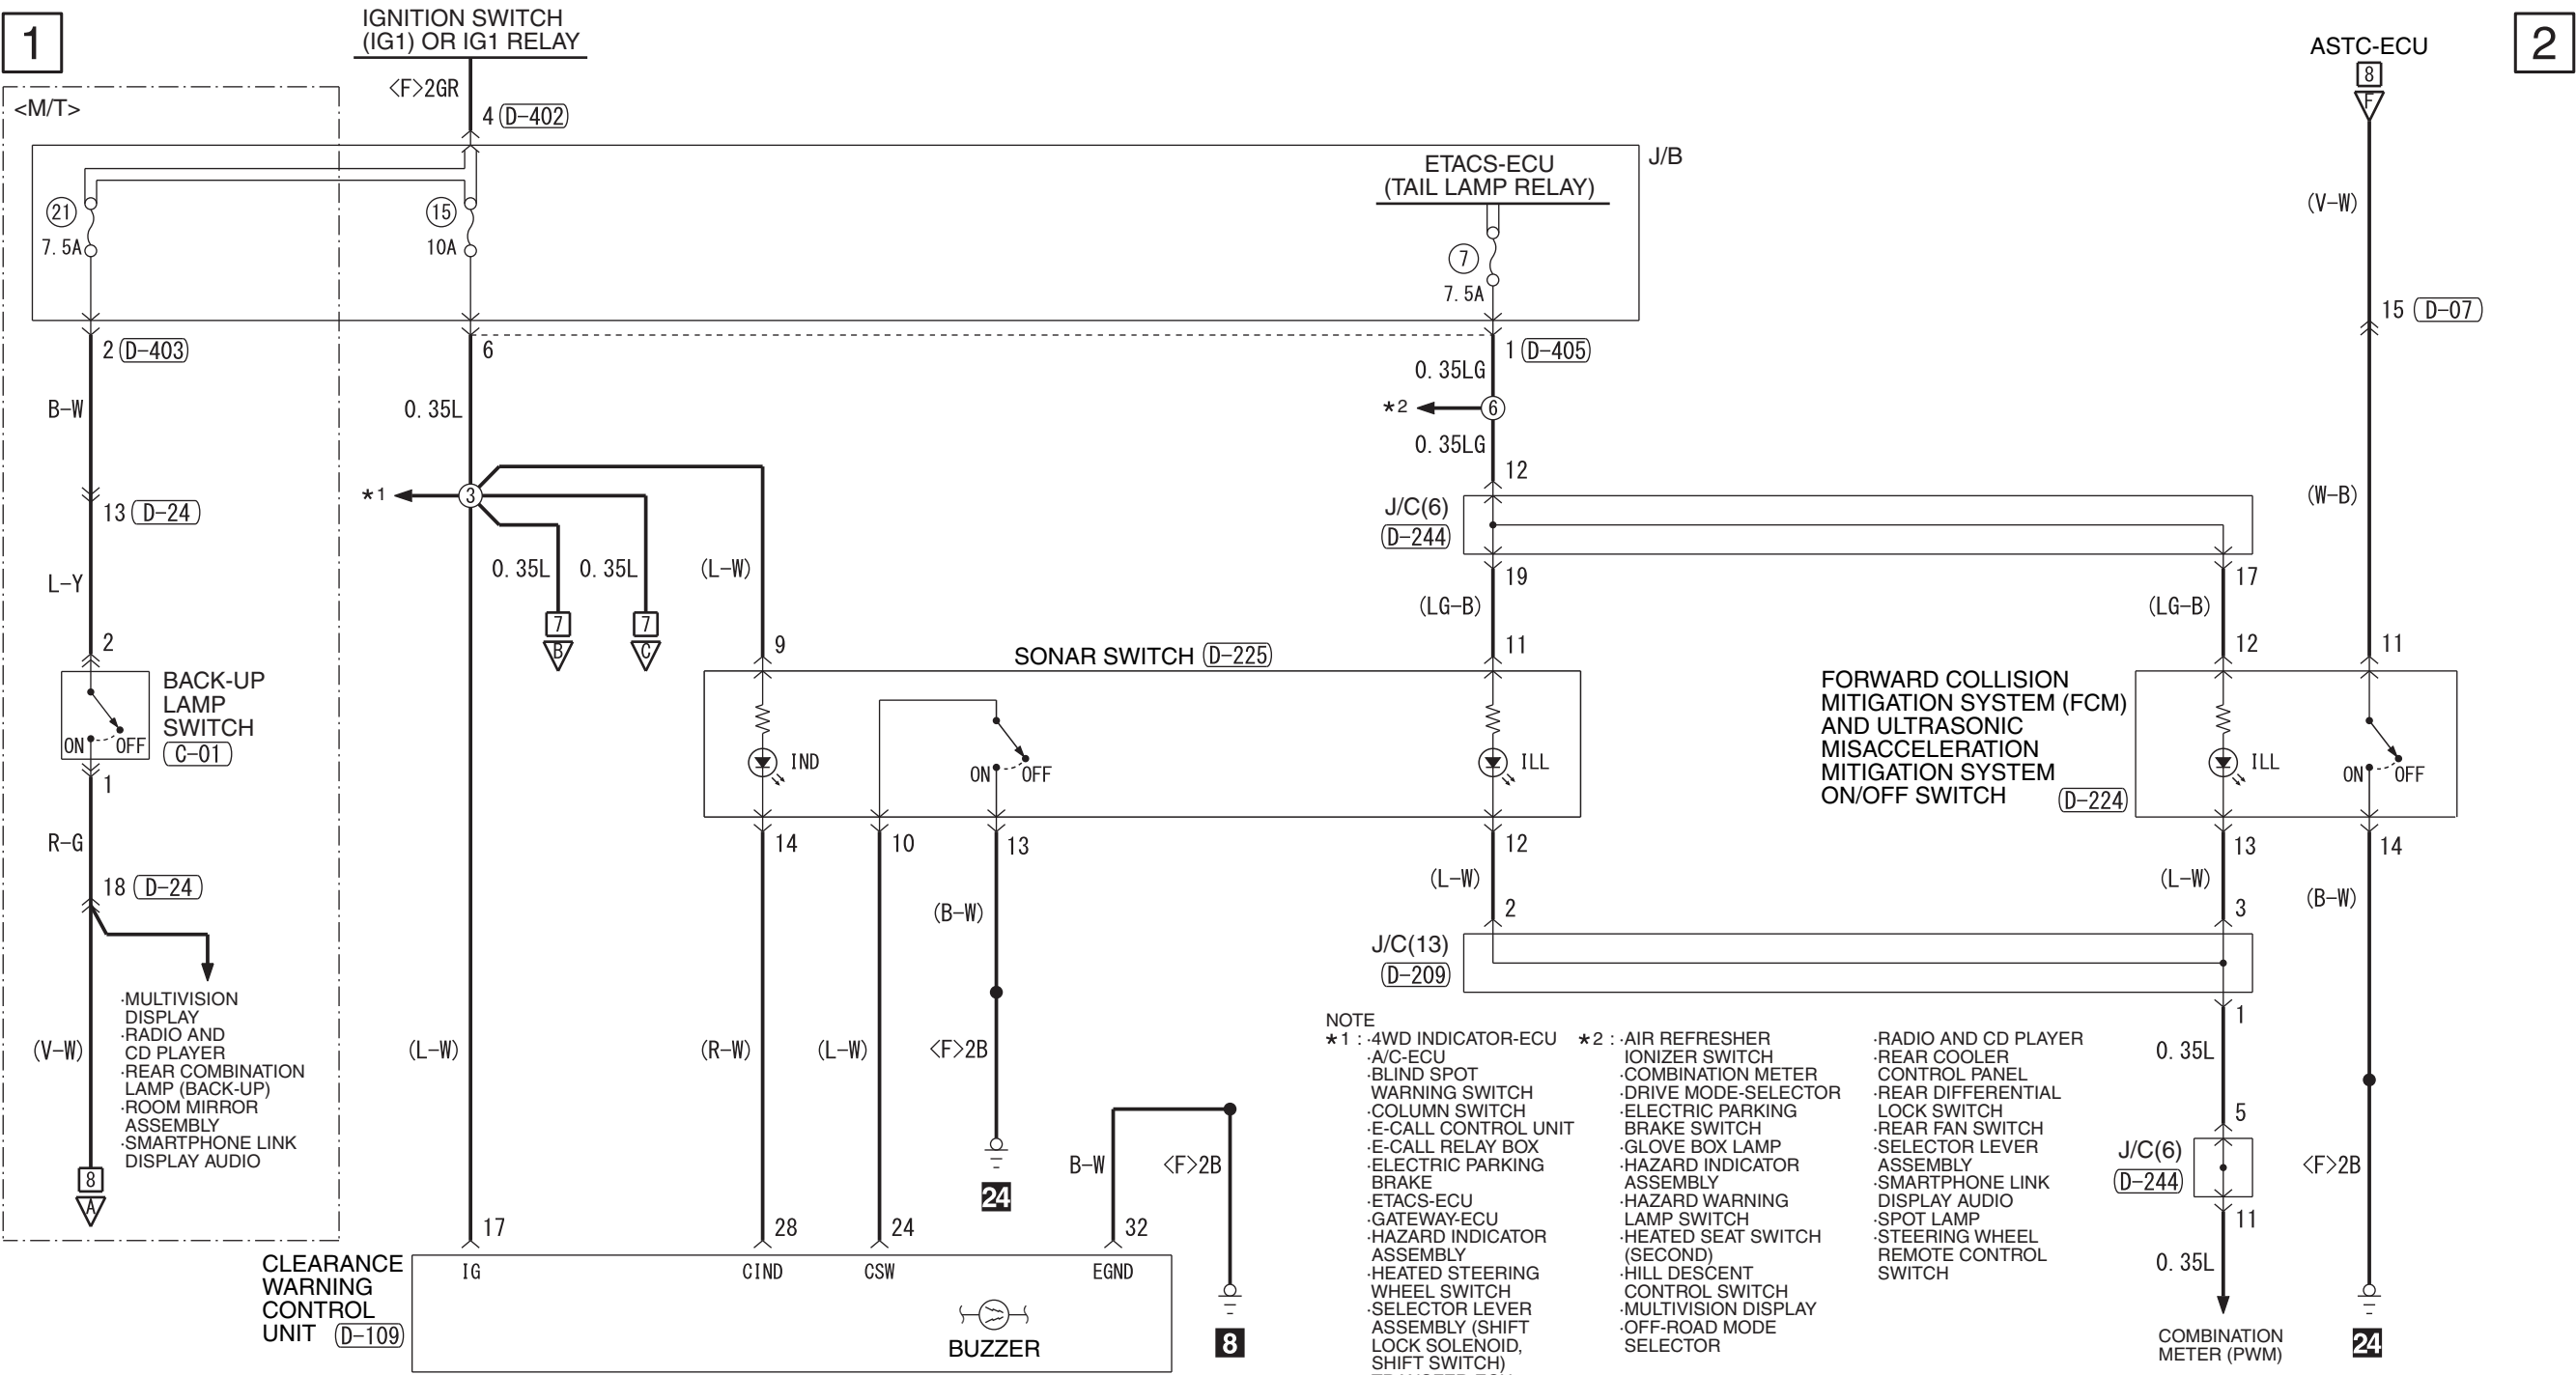 1
IGNITION SWITCH
(IG1) OR IG1 RELAY
ASTC-ECU
2
8
F
<F>2GR
<M/T>
4 (D-402)
J/B
ETACS-ECU
(TAIL LAMP RELAY)
(V-W)
21
7.5A
15
10A
7
7.5A
15 (D-07)
2 (D-403)
6
1 (D-405)
0.35LG
B-W
0.35L
*2
6
0.35LG
12
*1
3
(W-B)
13 (D-24)
J/C(6)
(D-244)
0.35L
0.35L
(L-W)
19
17
L-Y
(LG-B)
(LG-B)
7
B
7
C
2
9
SONAR SWITCH (D-225)
11
12
11
BACK-UP
LAMP
SWITCH
(C-01)
ON
OFF
IND
ON
OFF
ILL
FORWARD COLLISION
MITIGATION SYSTEM (FCM)
AND ULTRASONIC
MISACCELERATION
MITIGATION SYSTEM
ON/OFF SWITCH
(D-224)
ILL
ON
OFF
1
R-G
14
10
13
12
13
14
18 (D-24)
(B-W)
(L-W)
(L-W)
(B-W)
2
3
J/C(13)
(D-209)
·MULTIVISION
DISPLAY
·RADIO AND
CD PLAYER
·REAR COMBINATION
LAMP (BACK-UP)
·ROOM MIRROR
ASSEMBLY
·SMARTPHONE LINK
DISPLAY AUDIO
(V-W)
(L-W)
(R-W)
(L-W)
<F>2B
1
0.35L
NOTE
*1 : ·4WD INDICATOR-ECU
·A/C-ECU
·BLIND SPOT
WARNING SWITCH
·COLUMN SWITCH
·E-CALL CONTROL UNIT
·E-CALL RELAY BOX
·ELECTRIC PARKING
BRAKE
·ETACS-ECU
·GATEWAY-ECU
·HAZARD INDICATOR
ASSEMBLY
·HEATED STEERING
WHEEL SWITCH
·SELECTOR LEVER
ASSEMBLY (SHIFT
LOCK SOLENOID,
SHIFT SWITCH)
*2 : ·AIR REFRESHER
IONIZER SWITCH
·COMBINATION METER
·DRIVE MODE-SELECTOR
·ELECTRIC PARKING
BRAKE SWITCH
·GLOVE BOX LAMP
·HAZARD INDICATOR
ASSEMBLY
·HAZARD WARNING
LAMP SWITCH
·HEATED SEAT SWITCH
(SECOND)
·HILL DESCENT
CONTROL SWITCH
·MULTIVISION DISPLAY
·OFF-ROAD MODE
SELECTOR
·RADIO AND CD PLAYER
·REAR COOLER
CONTROL PANEL
·REAR DIFFERENTIAL
LOCK SWITCH
·REAR FAN SWITCH
·SELECTOR LEVER
ASSEMBLY
·SMARTPHONE LINK
DISPLAY AUDIO
·SPOT LAMP
·STEERING WHEEL
REMOTE CONTROL
SWITCH
5
J/C(6)
(D-244)
<F>2B
11
0.35L
COMBINATION
METER (PWM)
24
8
A
24
B-W
<F>2B
17
28
24
32
CLEARANCE
WARNING
CONTROL
UNIT (D-109)
IG
CIND
CSW
EGND
BUZZER
8